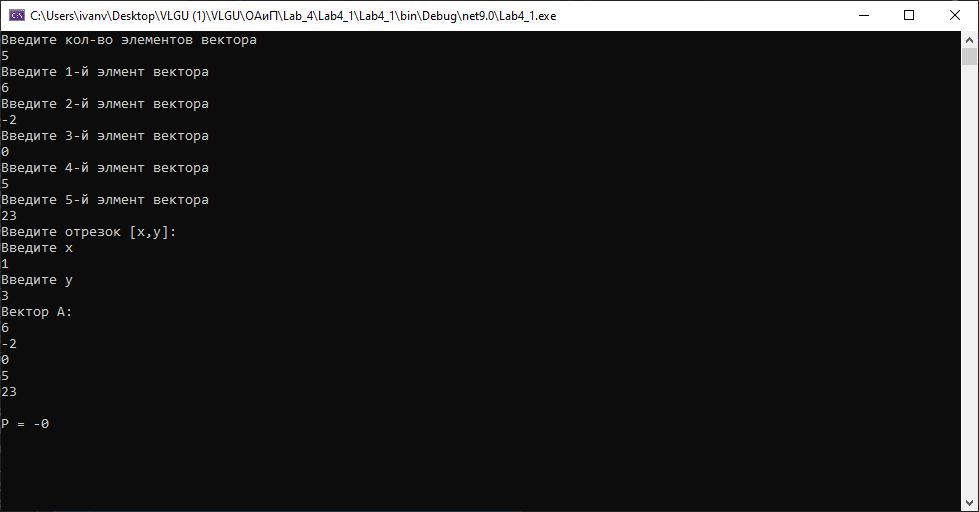 C:\Users\ivanv\Desktop\VLGU (1)\VLGU\ОАиП\Lab_4\Lab4_1\Lab4_1\bin\Debug\net9.0\Lab4_1.exe
Введите кол-во элементов вектора
5
Введите 1-й элмент вектора
6
Введите 2-й элмент вектора
-2
Введите 3-й элмент вектора
0
Введите 4-й элмент вектора
5
Введите 5-й элмент вектора
23
Введите отрезок [x,y]:
Введите x
1
Введите y
3
Вектор А:
6
-2
0
5
23
P = -0